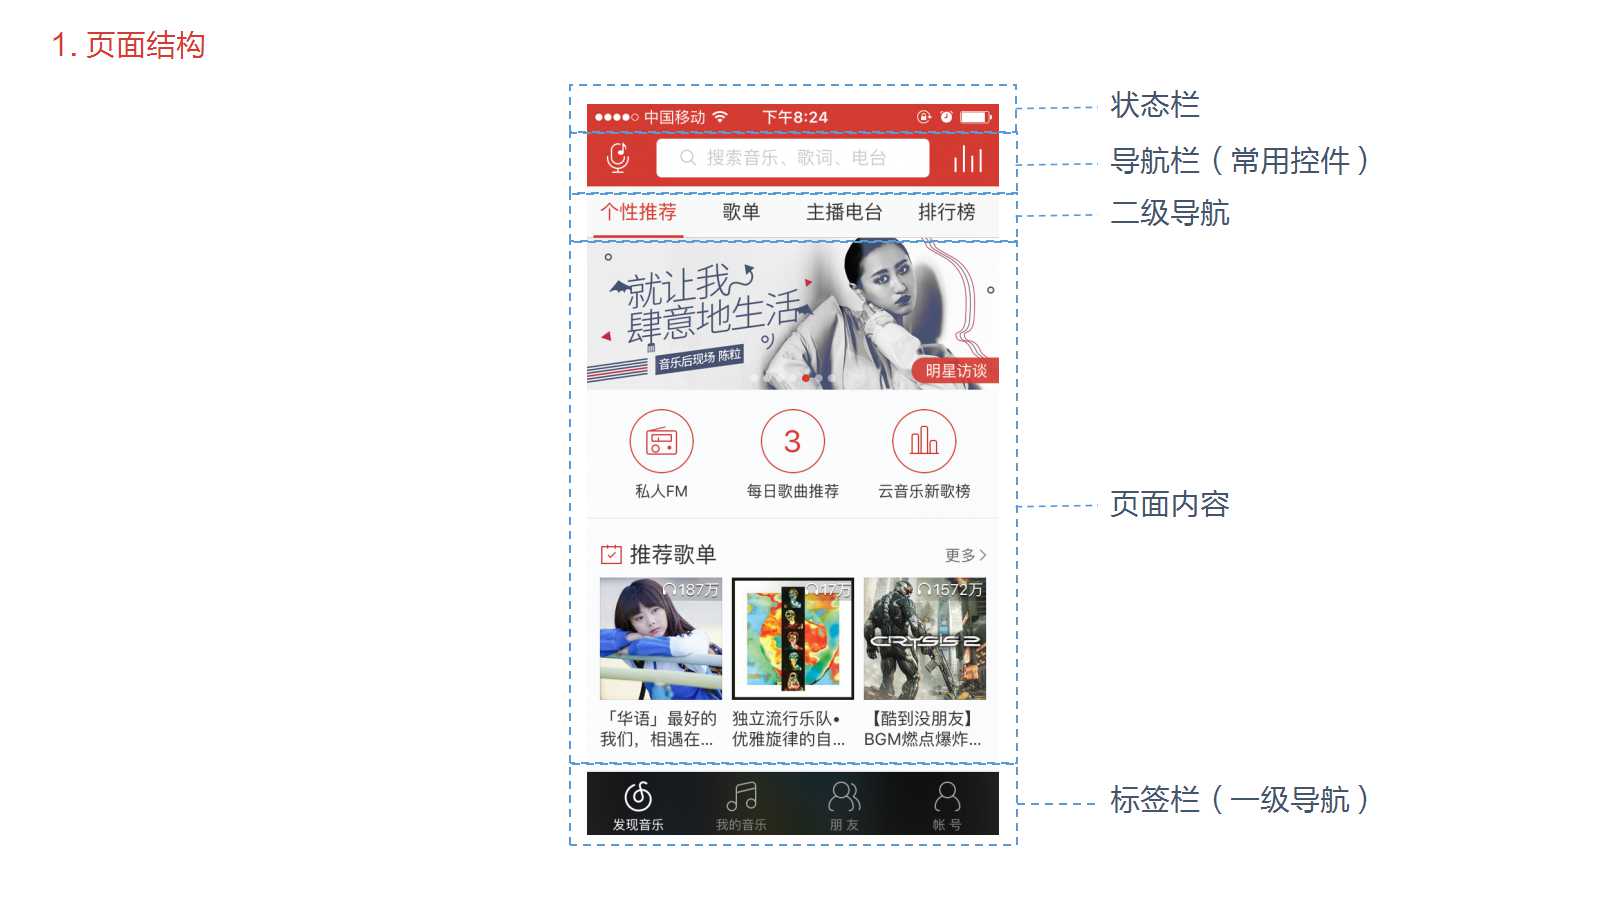 1. 页面结构
中国移动 下午8:24
状态栏
搜索音乐、歌词、电台
导航栏（常用控件）
个性推荐 歌单 主播电台 排行榜
二级导航
就让我
肆意地生活
音乐后现场 陈粒
明星访谈
3
私人FM 每日歌曲推荐 云音乐新歌榜
页面内容
推荐歌单 更多
187万 17万 1572万
CRYSIS 2
「华语」最好的 独立流行乐队• 【酷到没朋友】
我们，相遇在... 优雅旋律的自... BGM燃点爆炸...
标签栏（一级导航）
发现音乐 我的音乐 朋友 帐号